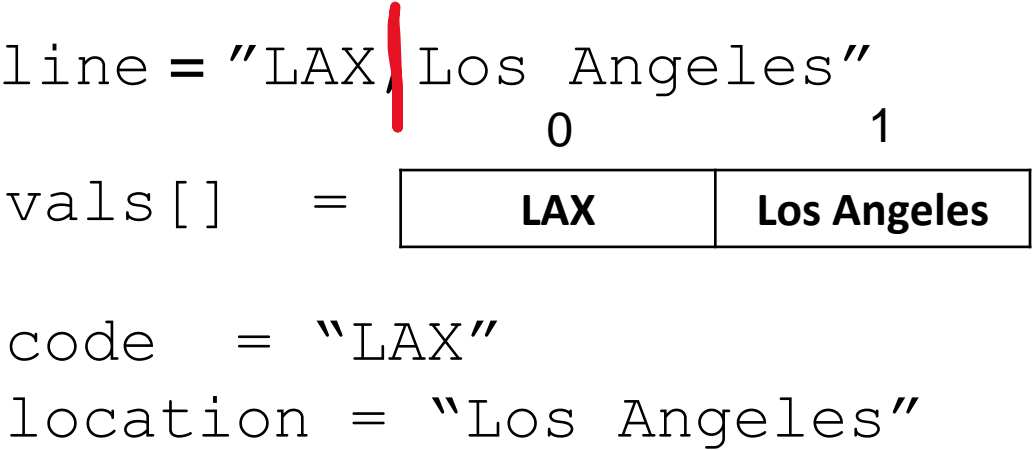 line = "LAX,Los Angeles"
0 1
vals[] = LAX Los Angeles
code = “LAX”
location = “Los Angeles”